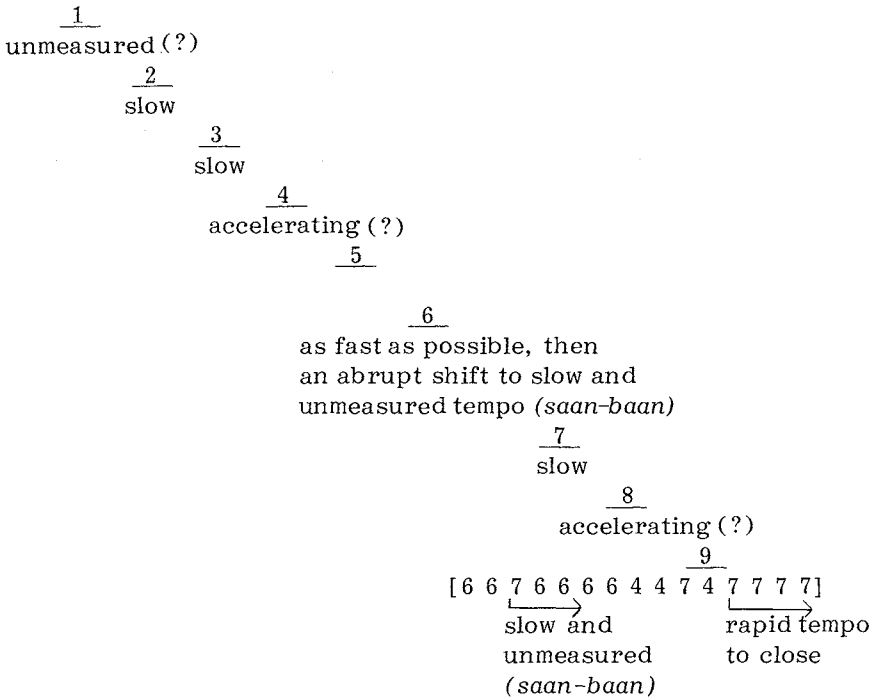 1
unmeasured (?)
2
slow
3
slow
4
accelerating (?)
5
6
as fast as possible, then
an abrupt shift to slow and
unmeasured tempo (saan-baan)
7
slow
8
accelerating (?)
9
[6 6 7 6 6 6 6 4 4 7 4 7 7 7 7]
slow and rapid tempo
unmeasured to close
(saan-baan)